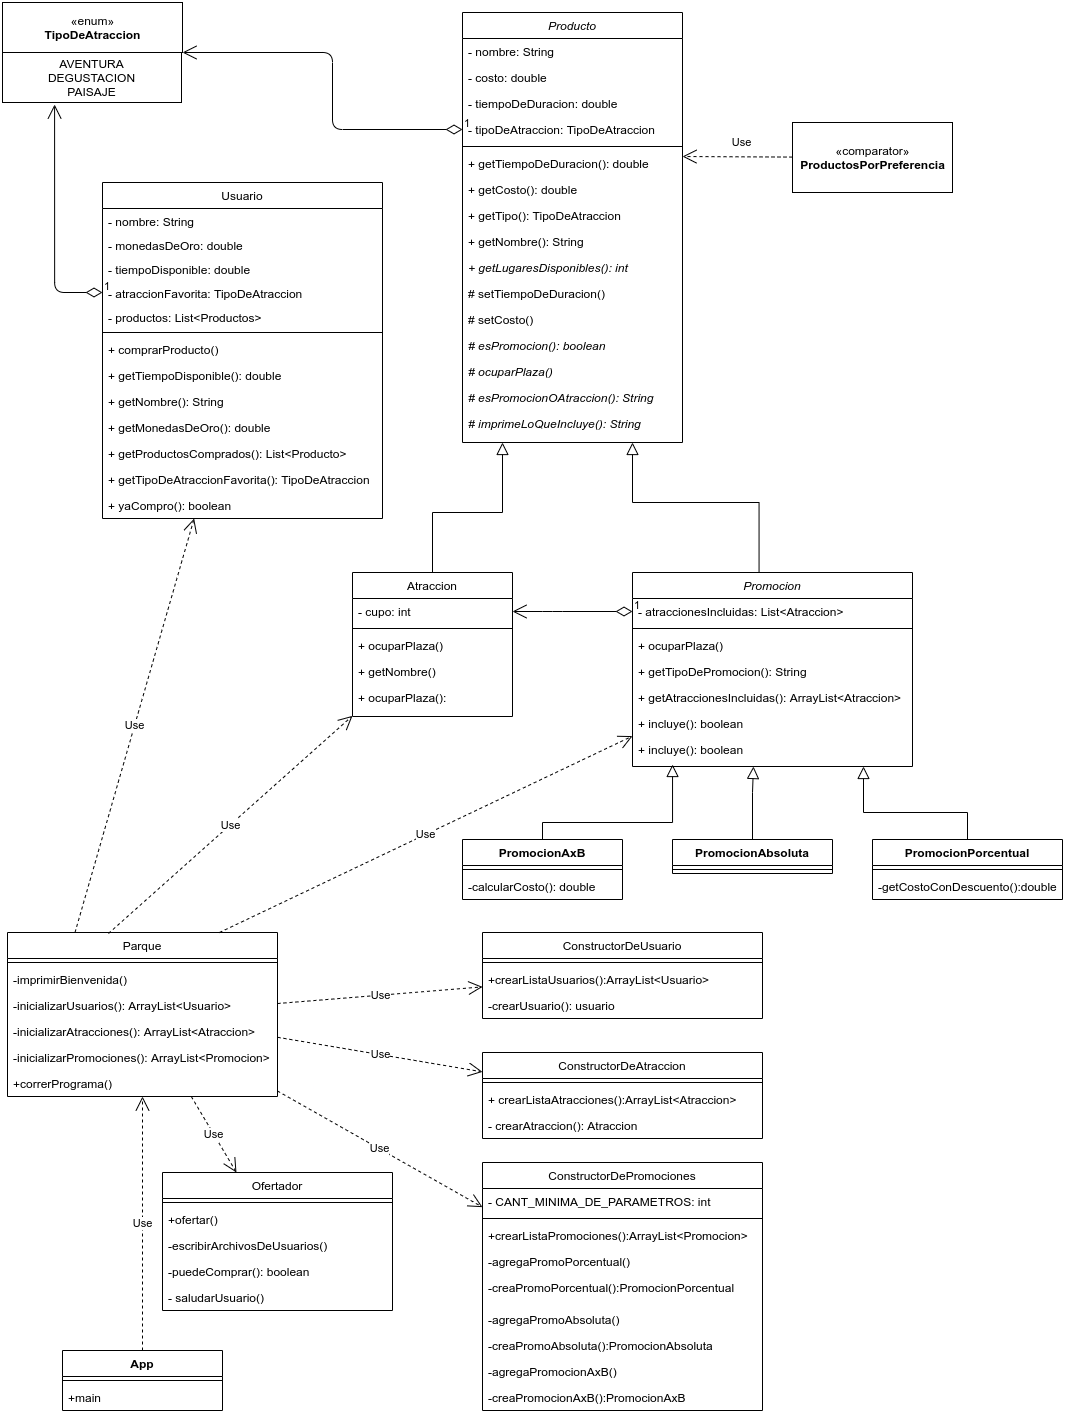 «enum»
TipoDeAtraccion
AVENTURA
DEGUSTACION
PAISAJE
Producto
- nombre: String
- costo: double
- tiempoDeDuracion: double
1
- tipoDeAtraccion: TipoDeAtraccion
+ getTiempoDeDuracion(): double
+ getCosto(): double
+ getTipo(): TipoDeAtraccion
+ getNombre(): String
+ getLugaresDisponibles(): int
# setTiempoDeDuracion()
# setCosto()
# esPromocion(): boolean
# ocuparPlaza()
# esPromocionOAtraccion(): String
# imprimeLoQueIncluye(): String
Use
«comparator»
ProductosPorPreferencia
Usuario
- nombre: String
- monedasDeOro: double
- tiempoDisponible: double
1
- atraccionFavorita: TipoDeAtraccion
- productos: List<Productos>
+ comprarProducto()
+ getTiempoDisponible(): double
+ getNombre(): String
+ getMonedasDeOro(): double
+ getProductosComprados(): List<Producto>
+ getTipoDeAtraccionFavorita(): TipoDeAtraccion
+ yaCompro(): boolean
Atraccion
- cupo: int
+ ocuparPlaza()
+ getNombre()
+ ocuparPlaza():
Promocion
1
- atraccionesIncluidas: List<Atraccion>
+ ocuparPlaza()
+ getTipoDePromocion(): String
+ getAtraccionesIncluidas(): ArrayList<Atraccion>
+ incluye(): boolean
+ incluye(): boolean
Use
Use
Use
PromocionAxB
-calcularCosto(): double
PromocionAbsoluta
PromocionPorcentual
-getCostoConDescuento():double
Parque
-imprimirBienvenida()
-inicializarUsuarios(): ArrayList<Usuario>
-inicializarAtracciones(): ArrayList<Atraccion>
-inicializarPromociones(): ArrayList<Promocion>
+correrPrograma()
Use
Use
Use
Use
Use
ConstructorDeUsuario
+crearListaUsuarios():ArrayList<Usuario>
-crearUsuario(): usuario
ConstructorDeAtraccion
+ crearListaAtracciones():ArrayList<Atraccion>
- crearAtraccion(): Atraccion
ConstructorDePromociones
- CANT_MINIMA_DE_PARAMETROS: int
+crearListaPromociones():ArrayList<Promocion>
-agregaPromoPorcentual()
-creaPromoPorcentual():PromocionPorcentual
-agregaPromoAbsoluta()
-creaPromoAbsoluta():PromocionAbsoluta
-agregaPromocionAxB()
-creaPromocionAxB():PromocionAxB
Ofertador
+ofertar()
-escribirArchivosDeUsuarios()
-puedeComprar(): boolean
- saludarUsuario()
App
+main